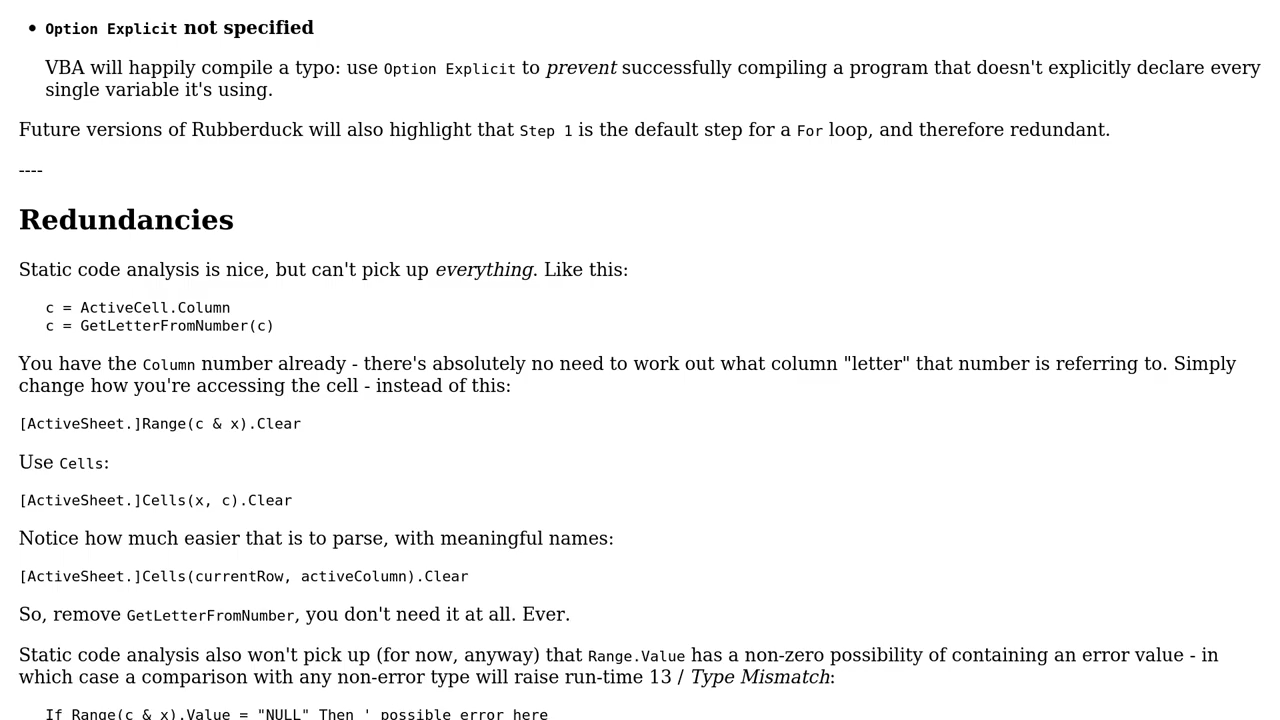 • Option Explicit not specified
VBA will happily compile a typo: use Option Explicit to prevent successfully compiling a program that doesn't explicitly declare every
single variable it's using.
Future versions of Rubberduck will also highlight that Step 1 is the default step for a For loop, and therefore redundant.
----
Redundancies
Static code analysis is nice, but can't pick up everything. Like this:
c = ActiveCell.Column
c = GetLetterFromNumber(c)
You have the Column number already - there's absolutely no need to work out what column "letter" that number is referring to. Simply
change how you're accessing the cell - instead of this:
[ActiveSheet.]Range(c & x).Clear
Use Cells:
[ActiveSheet.]Cells(x, c).Clear
Notice how much easier that is to parse, with meaningful names:
[ActiveSheet.]Cells(currentRow, activeColumn).Clear
So, remove GetLetterFromNumber, you don't need it at all. Ever.
Static code analysis also won't pick up (for now, anyway) that Range.Value has a non-zero possibility of containing an error value - in
which case a comparison with any non-error type will raise run-time 13 / Type Mismatch:
If Range(c & x).Value = "NULL" Then ' possible error here